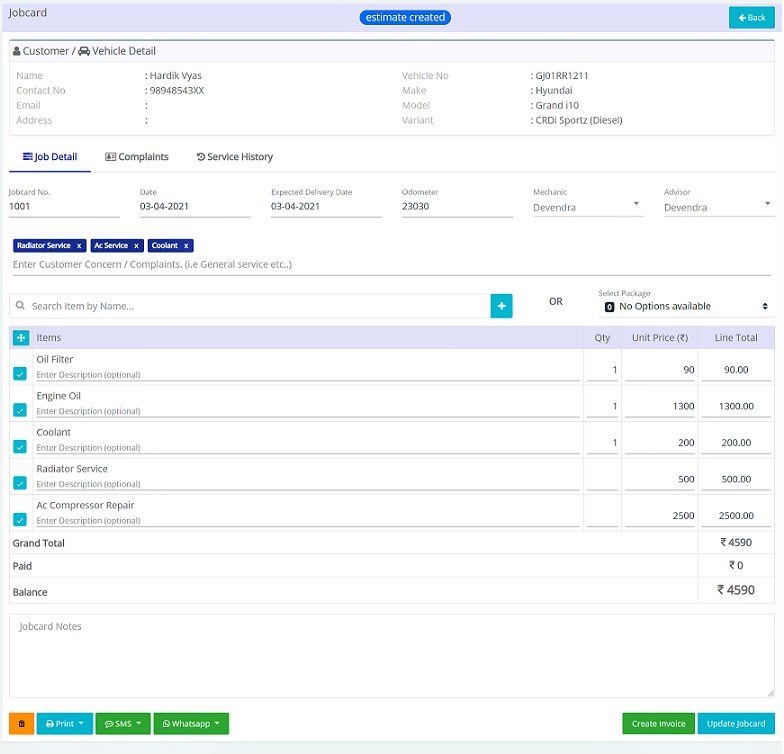 Jobcard
estimate created
Back
Customer / Vehicle Detail
Name : Hardik Vyas Vehicle No : GJ01RR1211
Contact No : 98948543XX Make : Hyundai
Email : Model : Grand i10
Address : Variant : CRDi Sportz (Diesel)
Job Detail Complaints Service History
Jobcard No. Date Expected Delivery Date Odometer Mechanic Advisor
1001 03-04-2021 03-04-2021 23030 Devendra Devendra
Radiator Service x Ac Service x Coolant x
Enter Customer Concern / Complaints, (i.e General service etc..)
Search Item by Name... + OR Select Package
0 No Options available
Items Qty Unit Price (₹) Line Total
Oil Filter
Enter Description (optional) 1 90 90.00
Engine Oil
Enter Description (optional) 1 1300 1300.00
Coolant
Enter Description (optional) 1 200 200.00
Radiator Service
Enter Description (optional) 500 500.00
Ac Compressor Repair
Enter Description (optional) 2500 2500.00
Grand Total ₹ 4590
Paid ₹ 0
Balance ₹ 4590
Jobcard Notes
Print SMS Whatsapp Create Invoice Update Jobcard